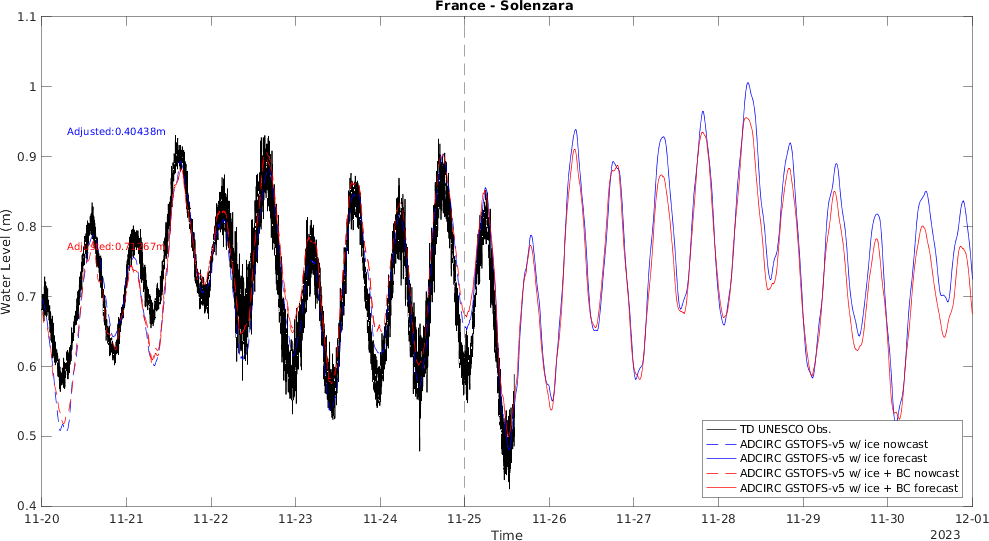 France - Solenzara
1.1
1
0.9
0.8
0.7
0.6
0.5
0.4
Water Level (m)
Adjusted:0.40438m
TD UNESCO Obs.
ADCIRC GSTOFS-v5 w/ ice nowcast
ADCIRC GSTOFS-v5 w/ ice forecast
ADCIRC GSTOFS-v5 w/ ice + BC nowcast
ADCIRC GSTOFS-v5 w/ ice + BC forecast
11-20 11-21 11-22 11-23 11-24 11-25 11-26 11-27 11-28 11-29 11-30 12-01
Time
2023